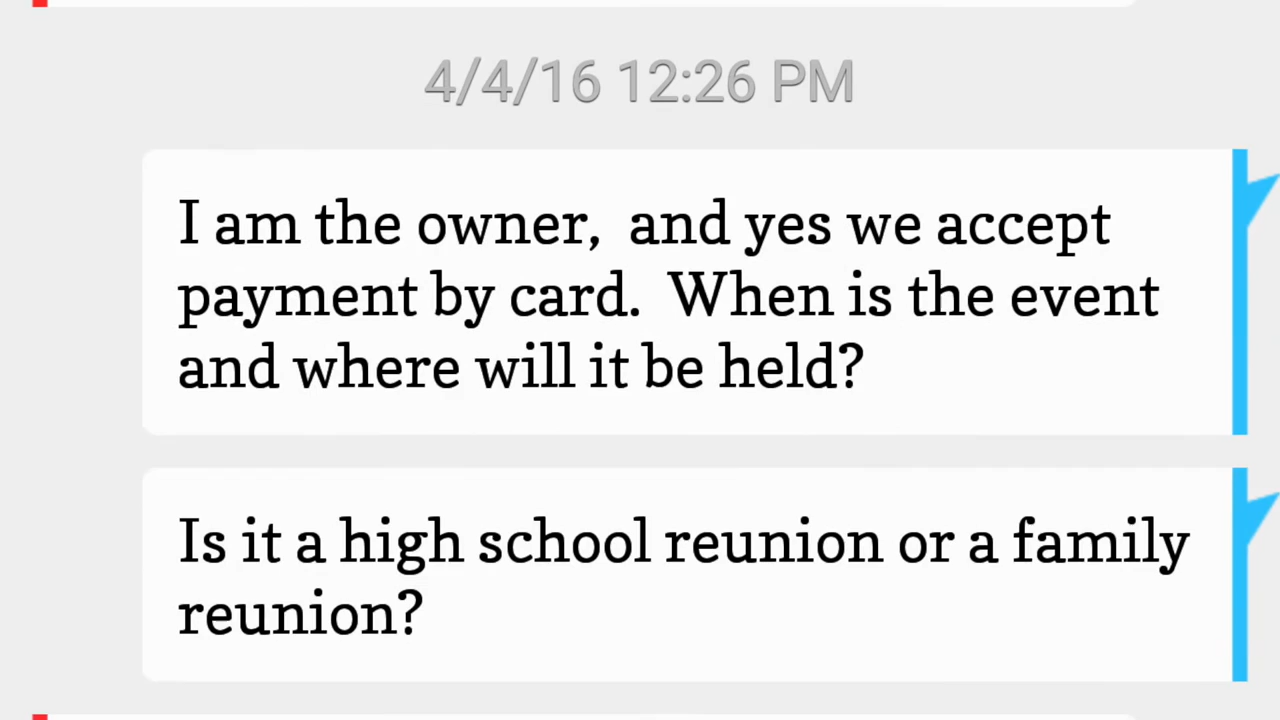 4/4/16 12:26 PM
I am the owner,  and yes we accept
payment by card.  When is the event
and where will it be held?
Is it a high school reunion or a family
reunion?